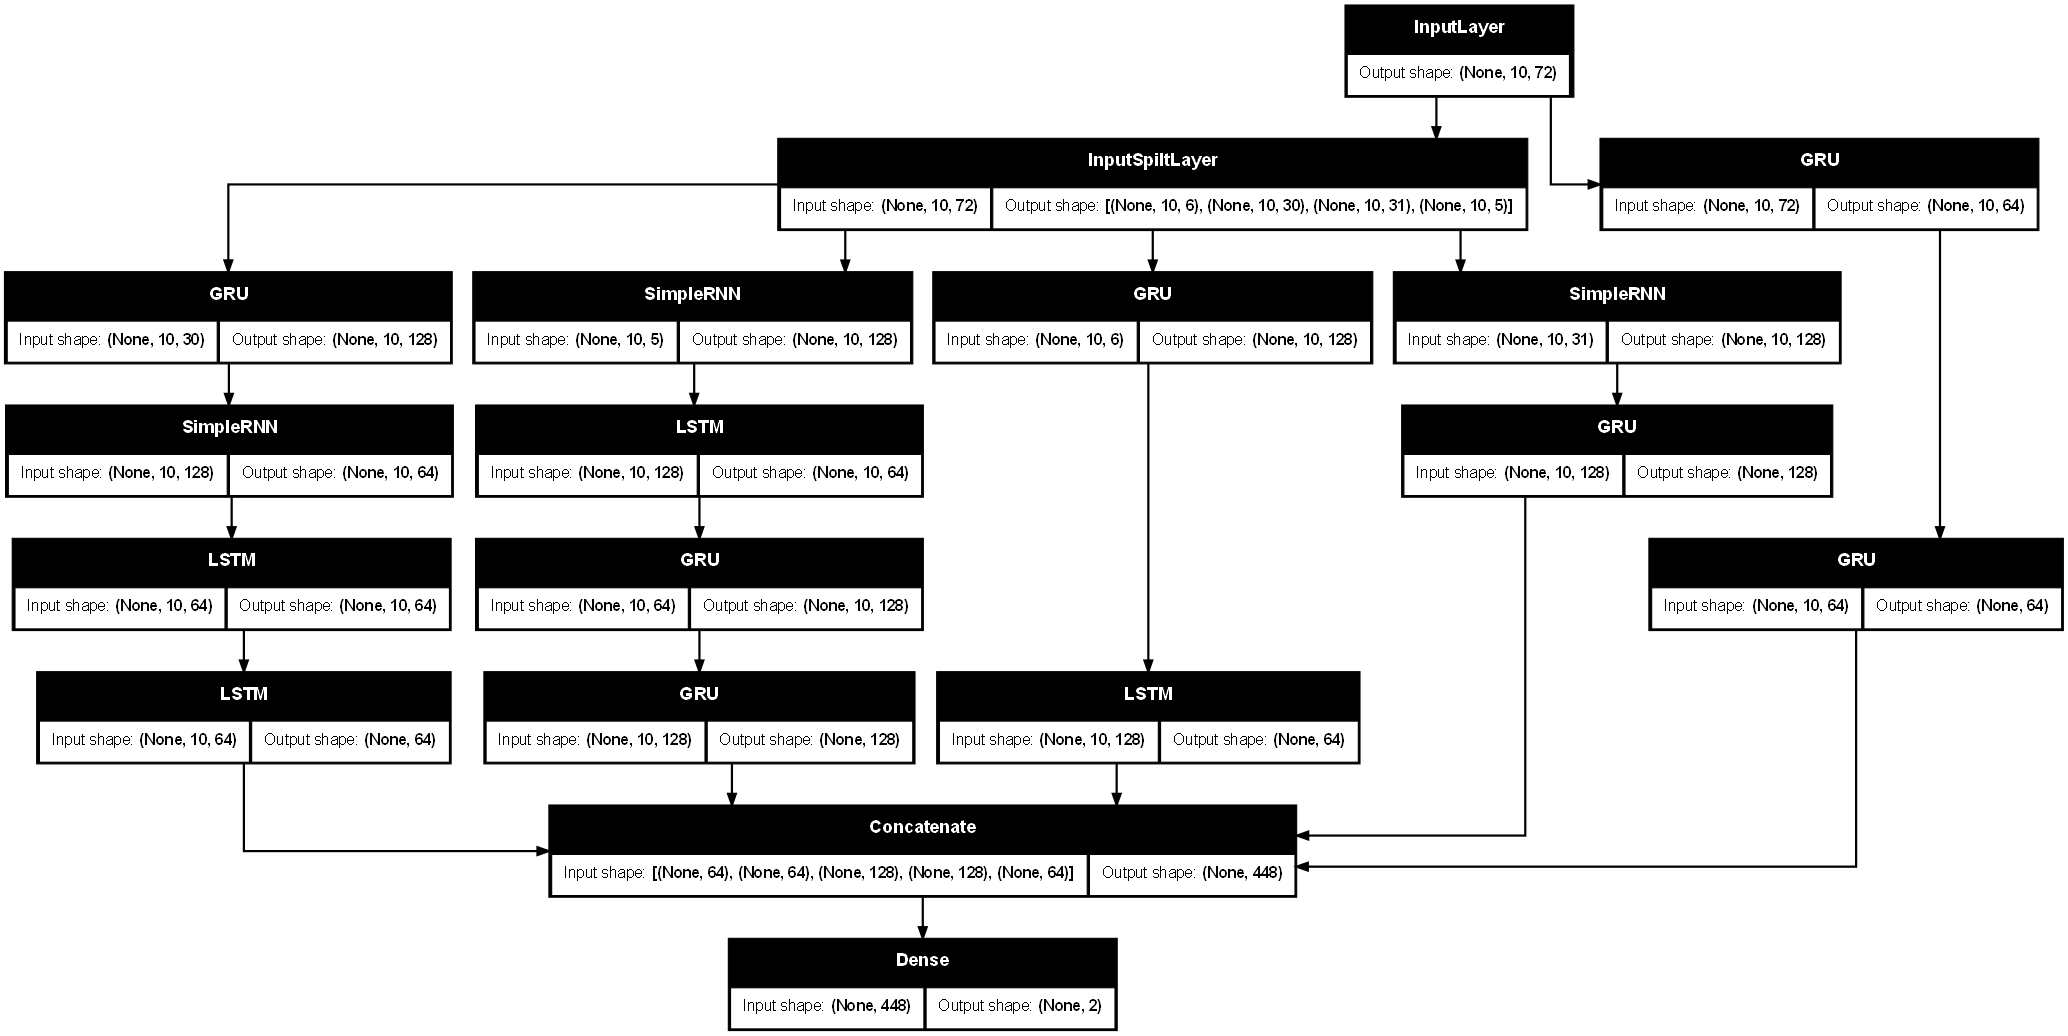 InputLayer
Output shape: (None, 10, 72)
InputSpiltLayer
Input shape: (None, 10, 72) Output shape: [(None, 10, 6), (None, 10, 30), (None, 10, 31), (None, 10, 5)]
GRU
Input shape: (None, 10, 72) Output shape: (None, 10, 64)
GRU
Input shape: (None, 10, 30) Output shape: (None, 10, 128)
SimpleRNN
Input shape: (None, 10, 5) Output shape: (None, 10, 128)
GRU
Input shape: (None, 10, 6) Output shape: (None, 10, 128)
SimpleRNN
Input shape: (None, 10, 31) Output shape: (None, 10, 128)
SimpleRNN
Input shape: (None, 10, 128) Output shape: (None, 10, 64)
LSTM
Input shape: (None, 10, 128) Output shape: (None, 10, 64)
GRU
Input shape: (None, 10, 128) Output shape: (None, 128)
LSTM
Input shape: (None, 10, 64) Output shape: (None, 10, 64)
GRU
Input shape: (None, 10, 64) Output shape: (None, 10, 128)
GRU
Input shape: (None, 10, 64) Output shape: (None, 64)
LSTM
Input shape: (None, 10, 64) Output shape: (None, 64)
GRU
Input shape: (None, 10, 128) Output shape: (None, 128)
LSTM
Input shape: (None, 10, 128) Output shape: (None, 64)
Concatenate
Input shape: [(None, 64), (None, 64), (None, 128), (None, 128), (None, 64)] Output shape: (None, 448)
Dense
Input shape: (None, 448) Output shape: (None, 2)